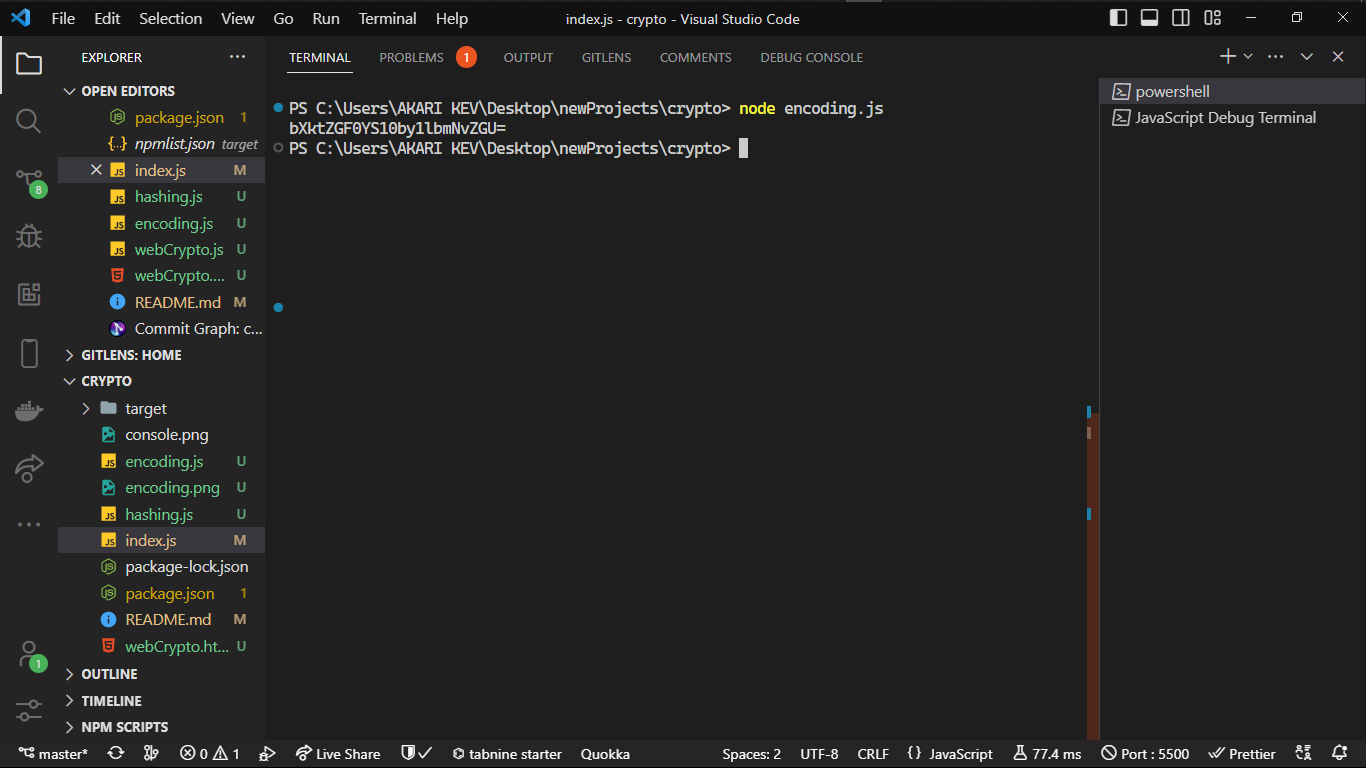 File Edit Selection View Go Run Terminal Help index.js - crypto - Visual Studio Code
EXPLORER
OPEN EDITORS
package.json 1
npmlist.json target
index.js M
hashing.js U
encoding.js U
webCrypto.js U
webCrypto.... U
README.md M
Commit Graph: c...
GITLENS: HOME
CRYPTO
target
console.png
encoding.js U
encoding.png U
hashing.js U
index.js M
package-lock.json
package.json 1
README.md M
webCrypto.ht... U
OUTLINE
TIMELINE
NPM SCRIPTS
8
1
TERMINAL PROBLEMS 1 OUTPUT GITLENS COMMENTS DEBUG CONSOLE
PS C:\Users\AKARI KEV\Desktop\newProjects\crypto> node encoding.js
bXktZGF0YS10by1lbmNvZGU=
PS C:\Users\AKARI KEV\Desktop\newProjects\crypto>
powershell
JavaScript Debug Terminal
master* 0 1 Live Share tabnine starter Quokka Spaces: 2 UTF-8 CRLF JavaScript 77.4 ms Port : 5500 Prettier